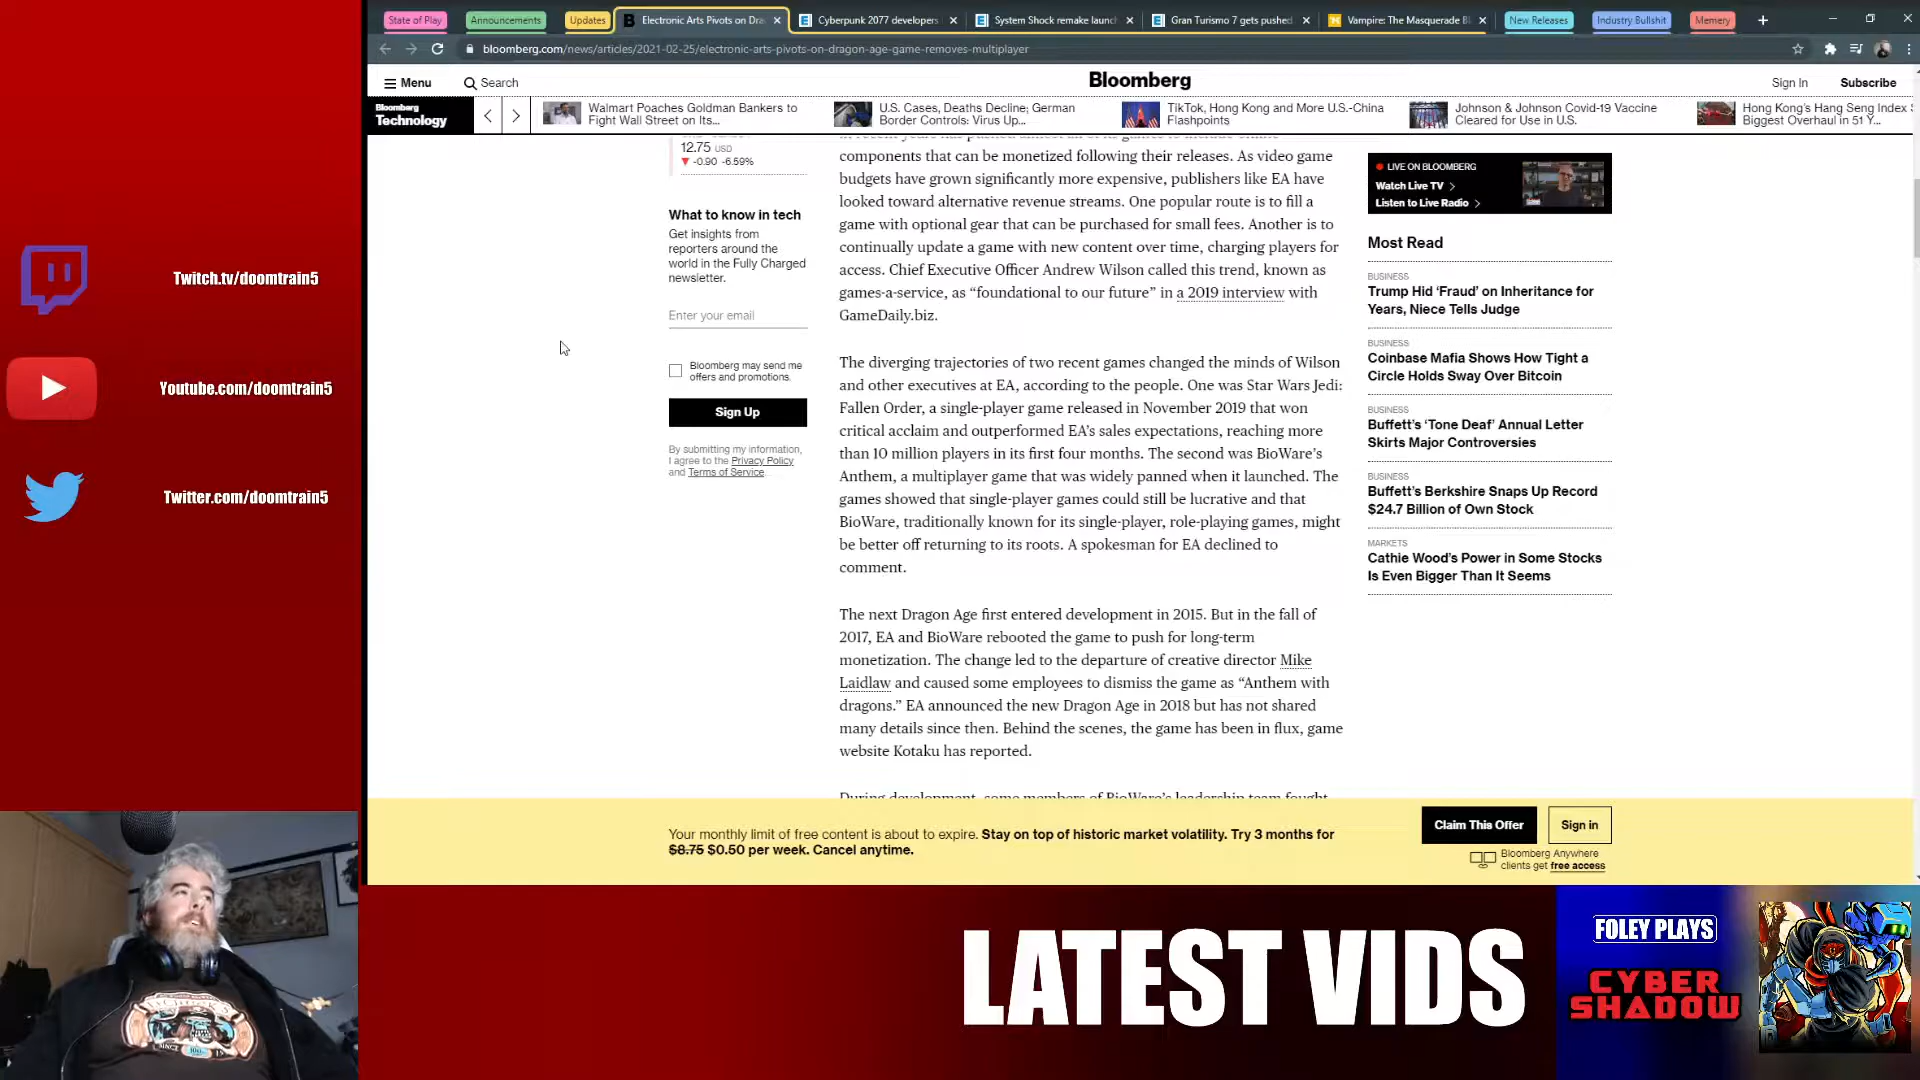 State of Play
Announcements
Updates
Electronic Arts Pivots on Dra
Cyberpunk 2077 developers
System Shock remake launc
Gran Turismo 7 gets pushed
Vampire: The Masquerade Bl
New Releases
Industry Bullshit
Memery
bloomberg.com/news/articles/2021-02-25/electronic-arts-pivots-on-dragon-age-game-removes-multiplayer
Menu
Search
Bloomberg
Sign In
Subscribe
Bloomberg
Technology
Walmart Poaches Goldman Bankers to
Fight Wall Street on Its...
U.S. Cases, Deaths Decline; German
Border Controls: Virus Up...
TikTok, Hong Kong and More U.S.-China
Flashpoints
Johnson & Johnson Covid-19 Vaccine
Cleared for Use in U.S.
Hong Kong's Hang Seng Index
Biggest Overhaul in 51 Y...
12.75 USD
▼ -0.90 -6.59%
What to know in tech
Get insights from
reporters around the
world in the Fully Charged
newsletter.
Enter your email
Bloomberg may send me
offers and promotions.
Sign Up
By submitting my information,
I agree to the Privacy Policy
and Terms of Service.
components that can be monetized following their releases. As video game
budgets have grown significantly more expensive, publishers like EA have
looked toward alternative revenue streams. One popular route is to fill a
game with optional gear that can be purchased for small fees. Another is to
continually update a game with new content over time, charging players for
access. Chief Executive Officer Andrew Wilson called this trend, known as
games-a-service, as “foundational to our future” in a 2019 interview with
GameDaily.biz.
The diverging trajectories of two recent games changed the minds of Wilson
and other executives at EA, according to the people. One was Star Wars Jedi:
Fallen Order, a single-player game released in November 2019 that won
critical acclaim and outperformed EA’s sales expectations, reaching more
than 10 million players in its first four months. The second was BioWare’s
Anthem, a multiplayer game that was widely panned when it launched. The
games showed that single-player games could still be lucrative and that
BioWare, traditionally known for its single-player, role-playing games, might
be better off returning to its roots. A spokesman for EA declined to
comment.
The next Dragon Age first entered development in 2015. But in the fall of
2017, EA and BioWare rebooted the game to push for long-term
monetization. The change led to the departure of creative director Mike
Laidlaw and caused some employees to dismiss the game as “Anthem with
dragons.” EA announced the new Dragon Age in 2018 but has not shared
many details since then. Behind the scenes, the game has been in flux, game
website Kotaku has reported.
During development, some members of BioWare’s leadership team fought
LIVE ON BLOOMBERG
Watch Live TV >
Listen to Live Radio >
Most Read
BUSINESS
Trump Hid ‘Fraud’ on Inheritance for
Years, Niece Tells Judge
BUSINESS
Coinbase Mafia Shows How Tight a
Circle Holds Sway Over Bitcoin
BUSINESS
Buffett’s ‘Tone Deaf’ Annual Letter
Skirts Major Controversies
BUSINESS
Buffett’s Berkshire Snaps Up Record
$24.7 Billion of Own Stock
MARKETS
Cathie Wood’s Power in Some Stocks
Is Even Bigger Than It Seems
Your monthly limit of free content is about to expire. Stay on top of historic market volatility. Try 3 months for
$8.75 $0.50 per week. Cancel anytime.
Claim This Offer
Sign in
Bloomberg Anywhere
clients get free access
Twitch.tv/doomtrain5
Youtube.com/doomtrain5
Twitter.com/doomtrain5
LATEST VIDS
FOLEY PLAYS
CYBER
SHADOW